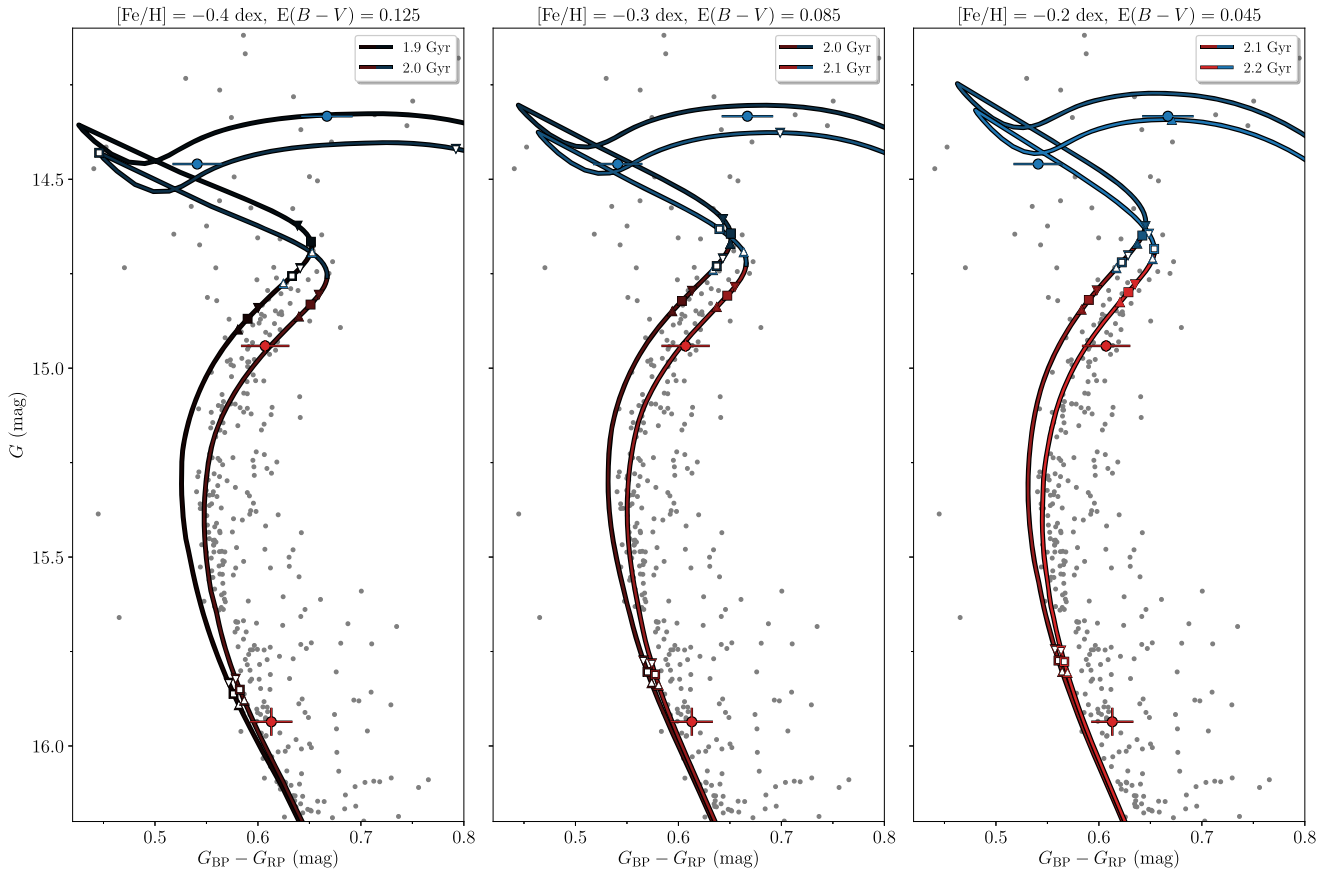 [Fe/H] = −0.4 dex, E(B − V) = 0.125
[Fe/H] = −0.3 dex, E(B − V) = 0.085
[Fe/H] = −0.2 dex, E(B − V) = 0.045
1.9 Gyr
2.0 Gyr
2.0 Gyr
2.1 Gyr
2.1 Gyr
2.2 Gyr
14.5
15.0
15.5
16.0
G (mag)
0.5 0.6 0.7 0.8
0.5 0.6 0.7 0.8
0.5 0.6 0.7 0.8
G_BP − G_RP (mag)
G_BP − G_RP (mag)
G_BP − G_RP (mag)